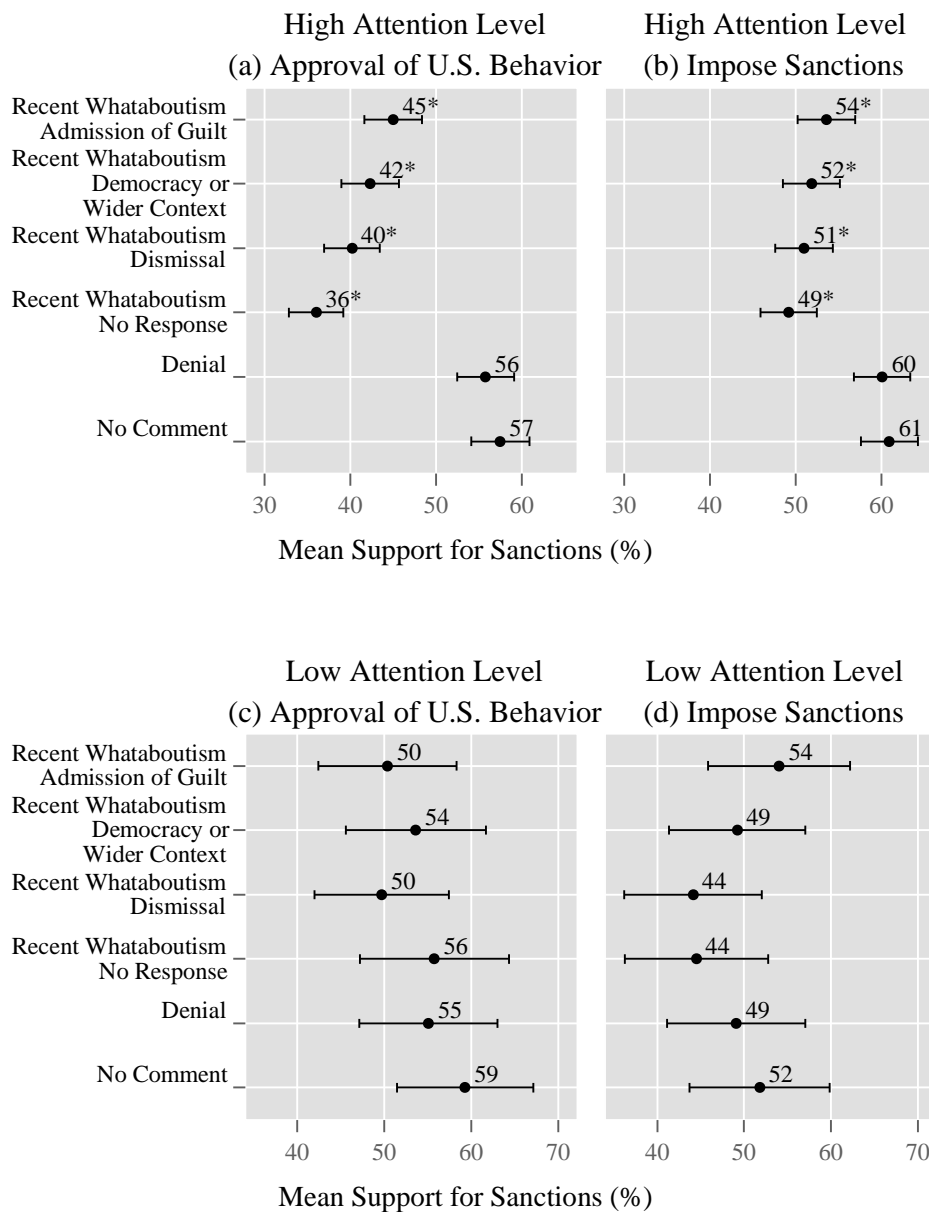 High Attention Level
(a) Approval of U.S. Behavior
High Attention Level
(b) Impose Sanctions
Recent Whataboutism
Admission of Guilt
45*
54*
Recent Whataboutism
Democracy or
Wider Context
42*
52*
Recent Whataboutism
Dismissal
40*
51*
Recent Whataboutism
No Response
36*
49*
Denial
56
60
No Comment
57
61
30 40 50 60
30 40 50 60
Mean Support for Sanctions (%)
Low Attention Level
(c) Approval of U.S. Behavior
Low Attention Level
(d) Impose Sanctions
Recent Whataboutism
Admission of Guilt
50
54
Recent Whataboutism
Democracy or
Wider Context
54
49
Recent Whataboutism
Dismissal
50
44
Recent Whataboutism
No Response
56
44
Denial
55
49
No Comment
59
52
40 50 60 70
40 50 60 70
Mean Support for Sanctions (%)